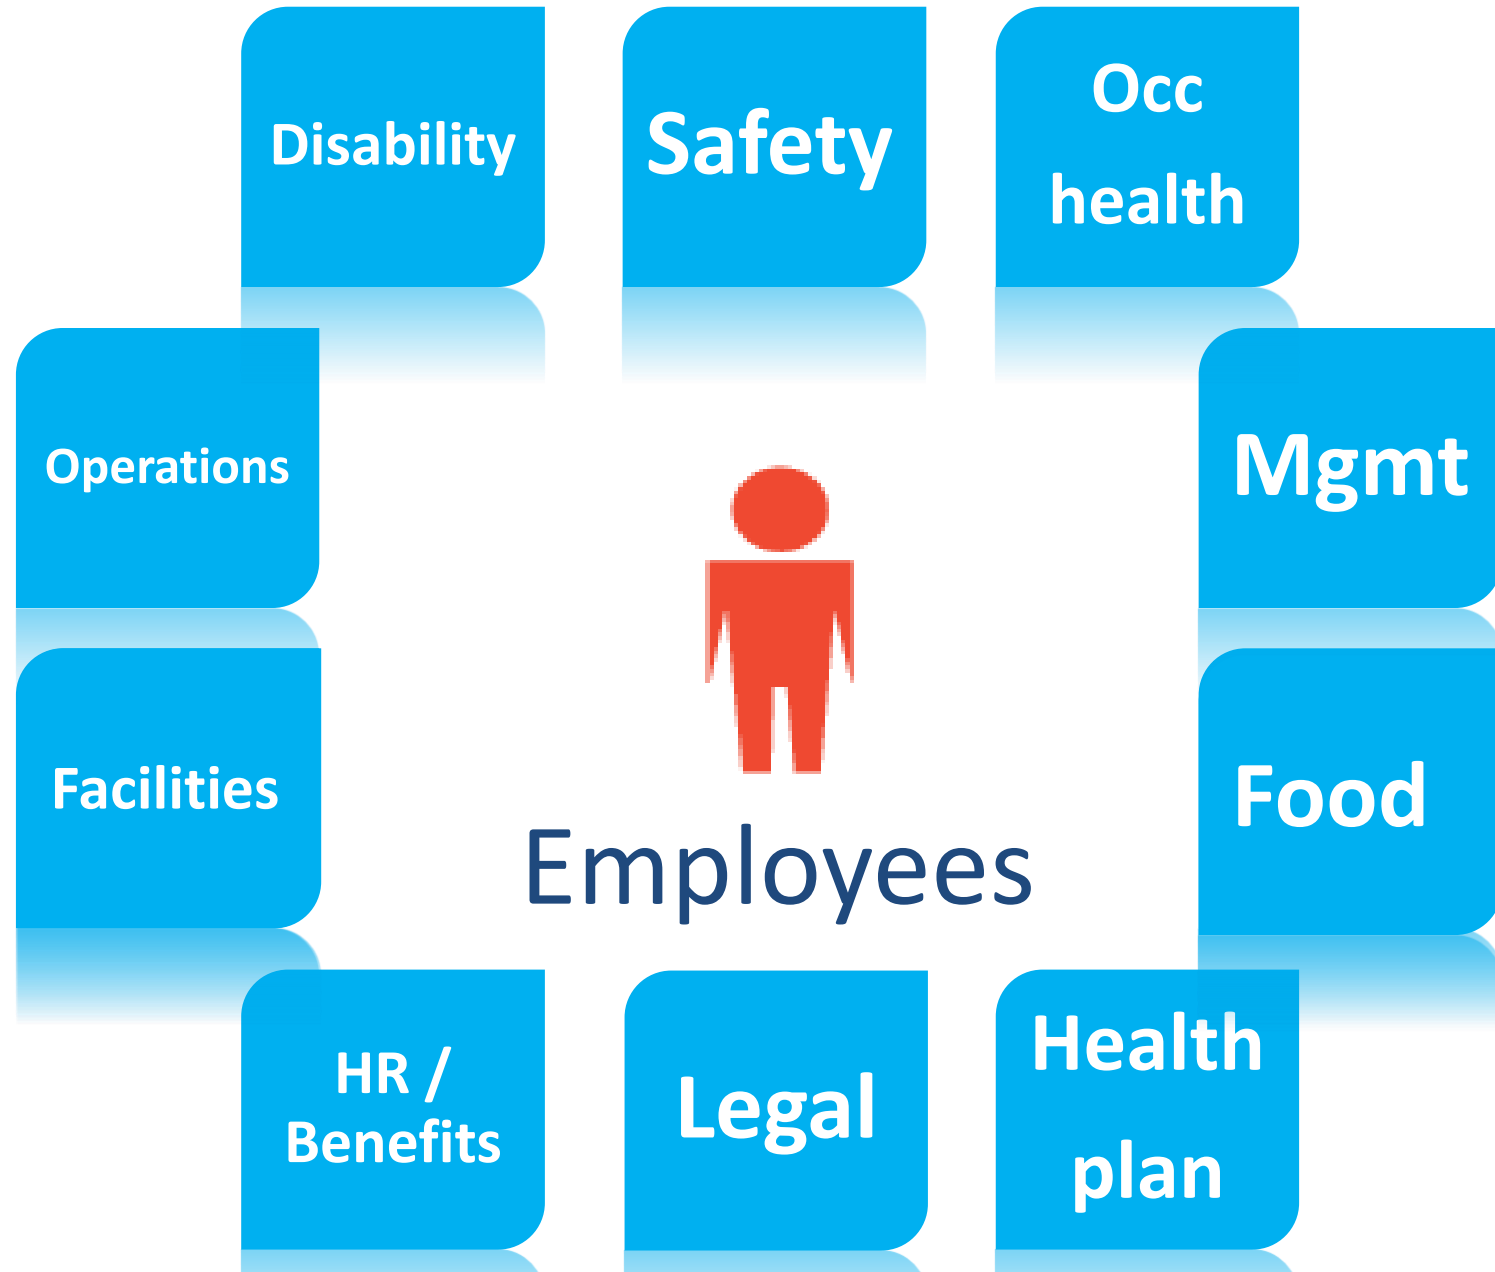 Disability
Safety
Occ
health
Operations
Mgmt
Facilities
Food
Employees
HR /
Benefits
Legal
Health
plan